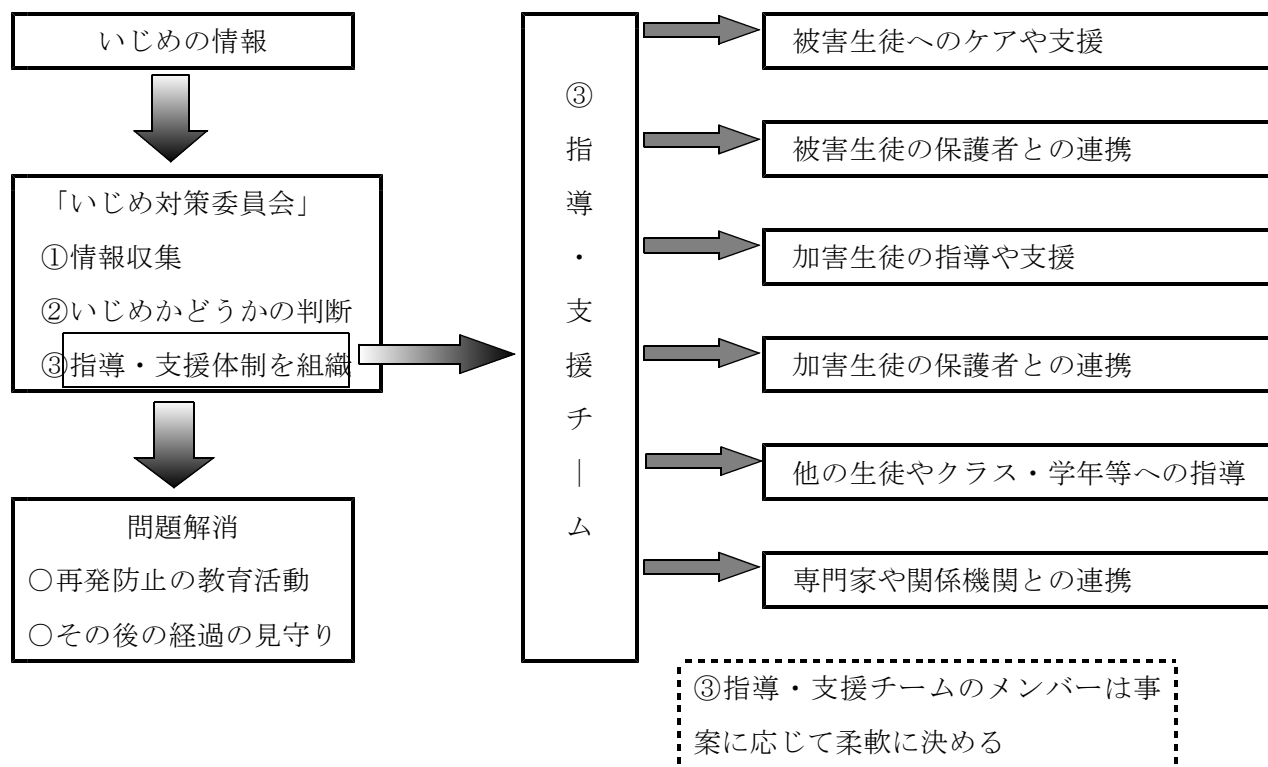 いじめの情報
「いじめ対策委員会」
①情報収集
②いじめかどうかの判断
③指導・支援体制を組織
問題解消
○再発防止の教育活動
○その後の経過の見守り
③指導・支援チーム
被害生徒へのケアや支援
被害生徒の保護者との連携
加害生徒の指導や支援
加害生徒の保護者との連携
他の生徒やクラス・学年等への指導
専門家や関係機関との連携
③指導・支援チームのメンバーは事
案に応じて柔軟に決める